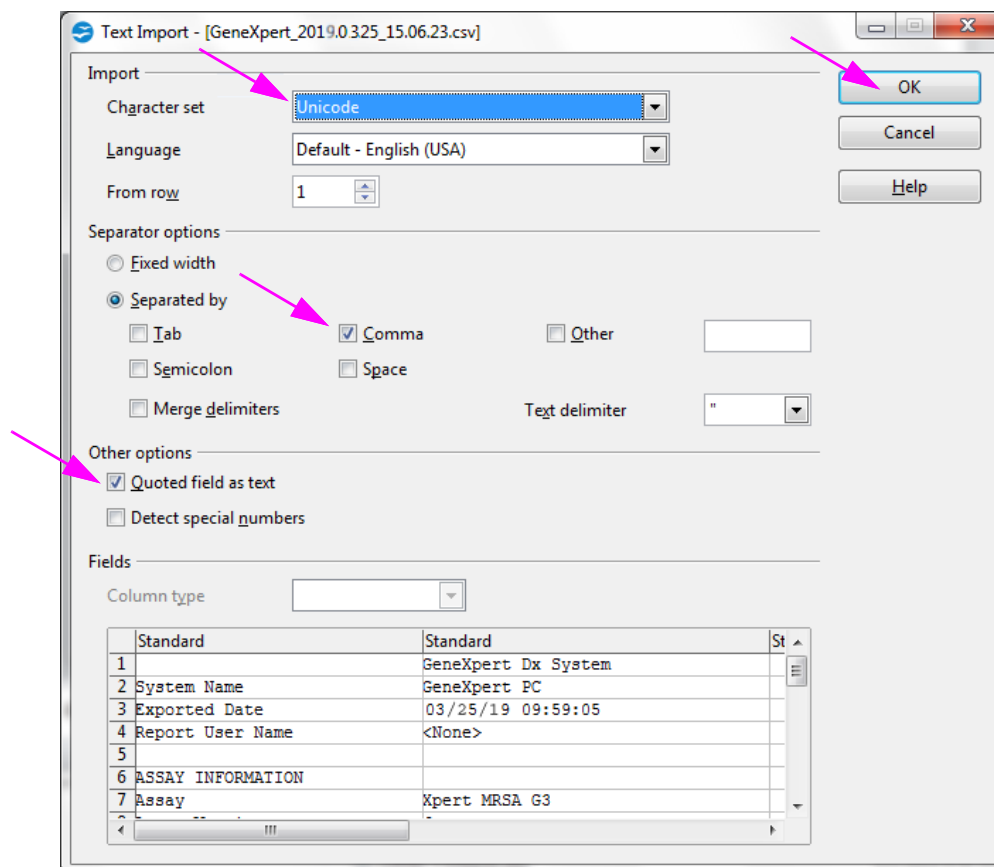 Text Import - [GeneXpert_2019.0325_15.06.23.csv]
Import
Character set Unicode
Language Default - English (USA)
From row 1
OK
Cancel
Help
Separator options
Fixed width
Separated by
Tab Comma Other
Semicolon Space
Merge delimiters Text delimiter "
Other options
Quoted field as text
Detect special numbers
Fields
Column type
Standard Standard St
1 GeneXpert Dx System
2 System Name GeneXpert PC
3 Exported Date 03/25/19 09:59:05
4 Report User Name <None>
5
6 ASSAY INFORMATION
7 Assay Xpert MRSA G3